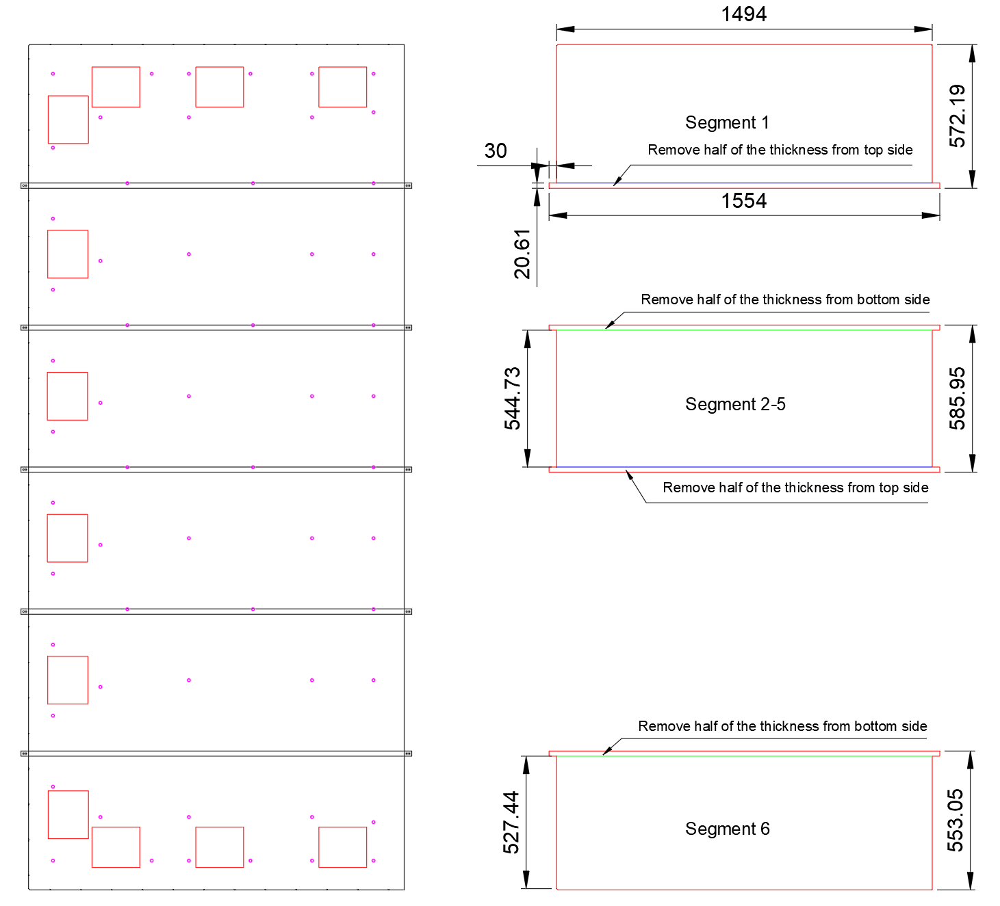 1494
572.19
Segment 1
Remove half of the thickness from top side
30
1554
20.61
Remove half of the thickness from bottom side
544.73
585.95
Segment 2-5
Remove half of the thickness from top side
Remove half of the thickness from bottom side
527.44
553.05
Segment 6